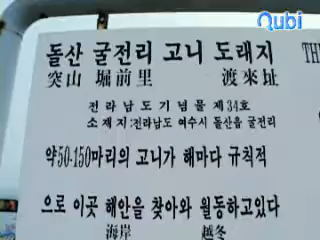 Qubi
돌산 굴전리 고니 도래지
突山 堀前里 渡來址
전라남도기념물 제34호
소재지:전라남도 여수시 돌산읍 굴전리
약50-150마리의 고니가 해마다 규칙적
으로 이곳 해안을 찾아와 월동하고있다
海岸 越冬
TH